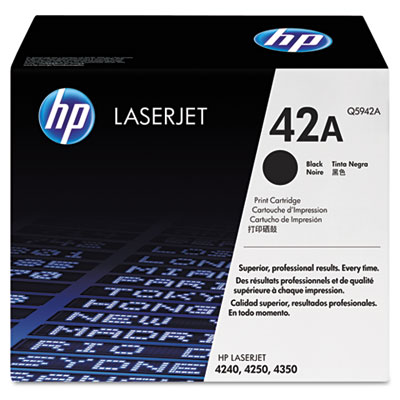 hp
hp
LASERJET
42A
Q5942A
Black Tinta Negra
Noire 黑色
Print Cartridge
Cartouche d'Impression
Cartucho de Impresión
打印硒鼓
Superior, professional results. Every time.
Des résultats professionnels et de qualité
supérieure à chaque impression.
Calidad superior, resultados profesionales.
En todo momento.
HP LASERJET
4240, 4250, 4350